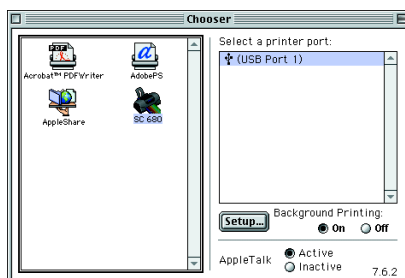 Chooser
Select a printer port:
(USB Port 1)
PDF
Acrobat™ PDFWriter
a
AdobePS
AppleShare
SC 680
Setup...
Background Printing:
On
Off
AppleTalk
Active
Inactive
7.6.2